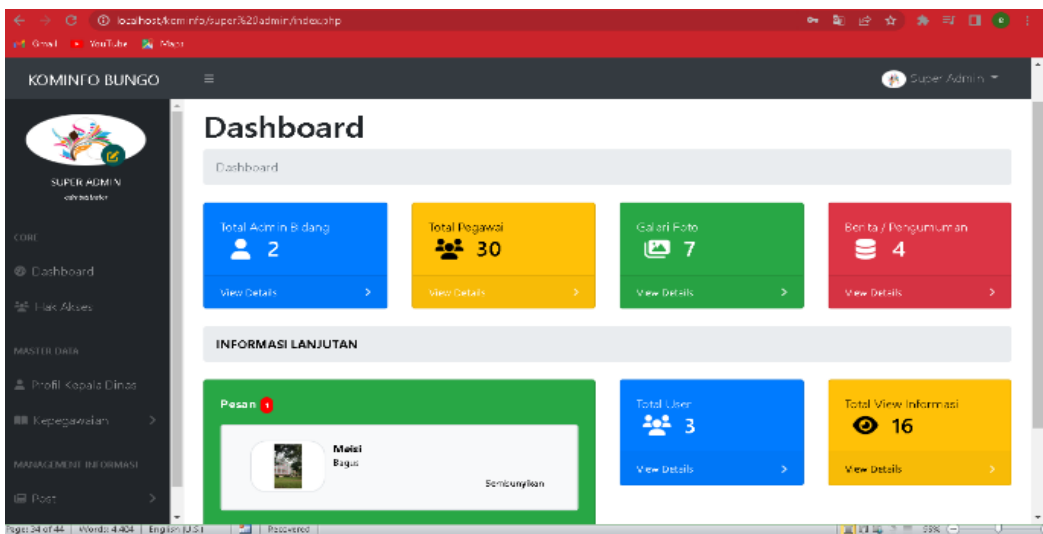 localhost/kominfo/super%20admin/index.php
Gmail YouTube Maps
KOMINFO BUNGO
Super Admin
SUPER ADMIN
Dashboard
Dashboard
CORE
Dashboard
Hak Akses
MASTER DATA
Profil Kepala Dinas
Kepegawaian
MANAGEMENT INFORMASI
Post
Total Admin Bidang
2
View Details
Total Pegawai
30
View Details
Galari Foto
7
View Details
Berita / Pengumuman
4
View Details
INFORMASI LANJUTAN
Pesan 1
Meisi
Bagus
Sembunyikan
Total User
3
View Details
Total View Informasi
16
View Details
Page: 34 of 44 Words: 4.404 English (U.S.) Recovered